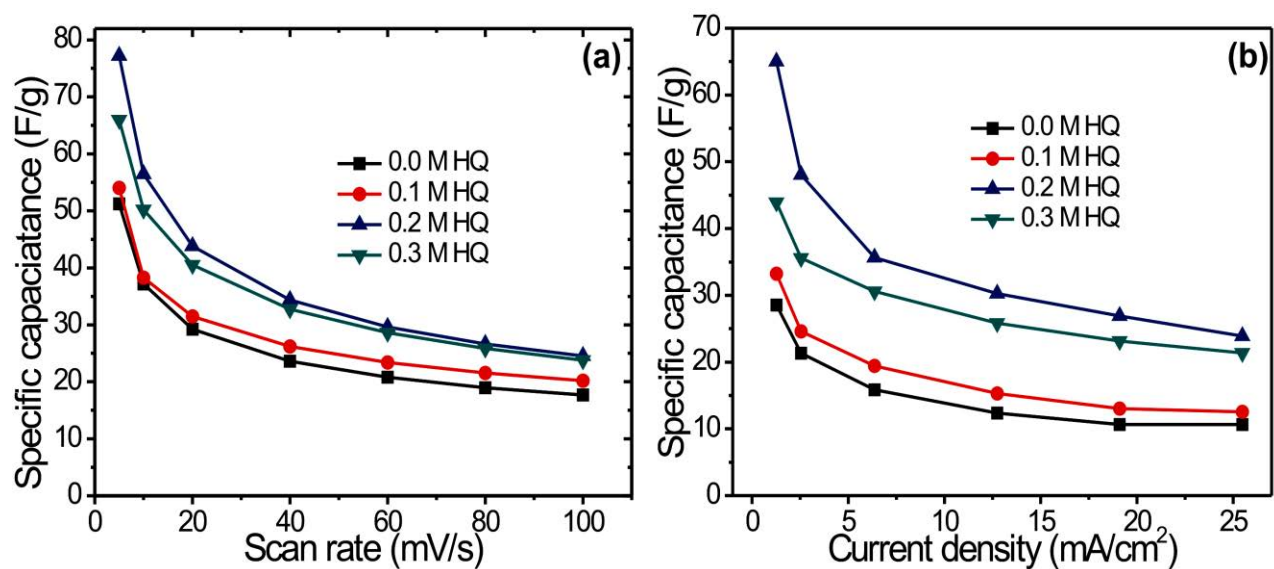 (a)
Specific capaciatance (F/g)
80
70
60
50
40
30
20
10
0
0.0 M HQ
0.1 M HQ
0.2 M HQ
0.3 M HQ
0 20 40 60 80 100
Scan rate (mV/s)
(b)
Specific capacitance (F/g)
70
60
50
40
30
20
10
0
0.0 M HQ
0.1 M HQ
0.2 M HQ
0.3 M HQ
0 5 10 15 20 25
Current density (mA/cm²)